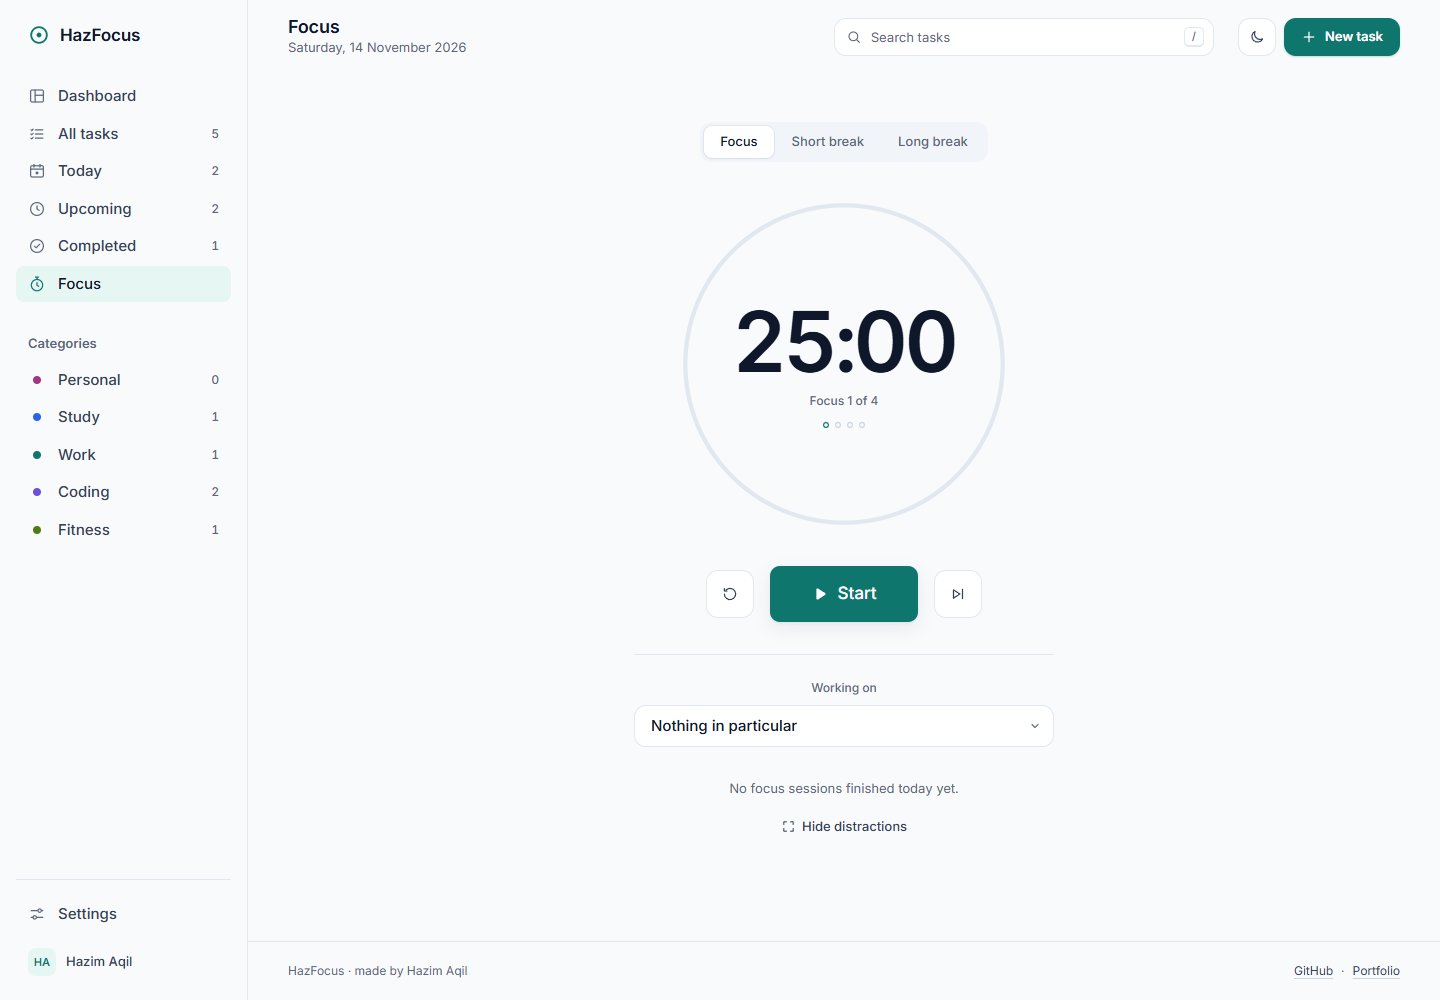 HazFocus
Dashboard
All tasks 5
Today 2
Upcoming 2
Completed 1
Focus
Categories
Personal 0
Study 1
Work 1
Coding 2
Fitness 1
Settings
HA Hazim Aqil
Focus
Saturday, 14 November 2026
Search tasks /
New task
Focus Short break Long break
25:00
Focus 1 of 4
Start
Working on
Nothing in particular
No focus sessions finished today yet.
Hide distractions
HazFocus · made by Hazim Aqil
GitHub · Portfolio